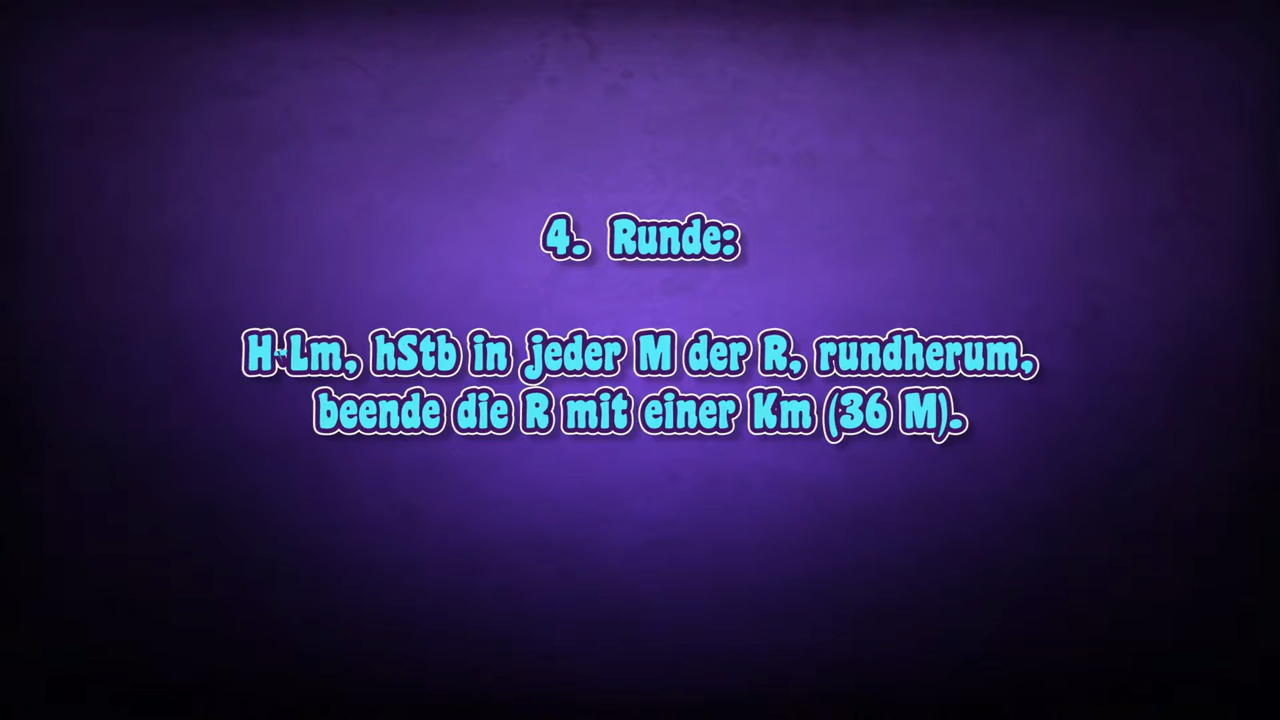 4. Runde:
H-Lm, hStb in jeder M der R, rundherum,
beende die R mit einer Km (36 M).